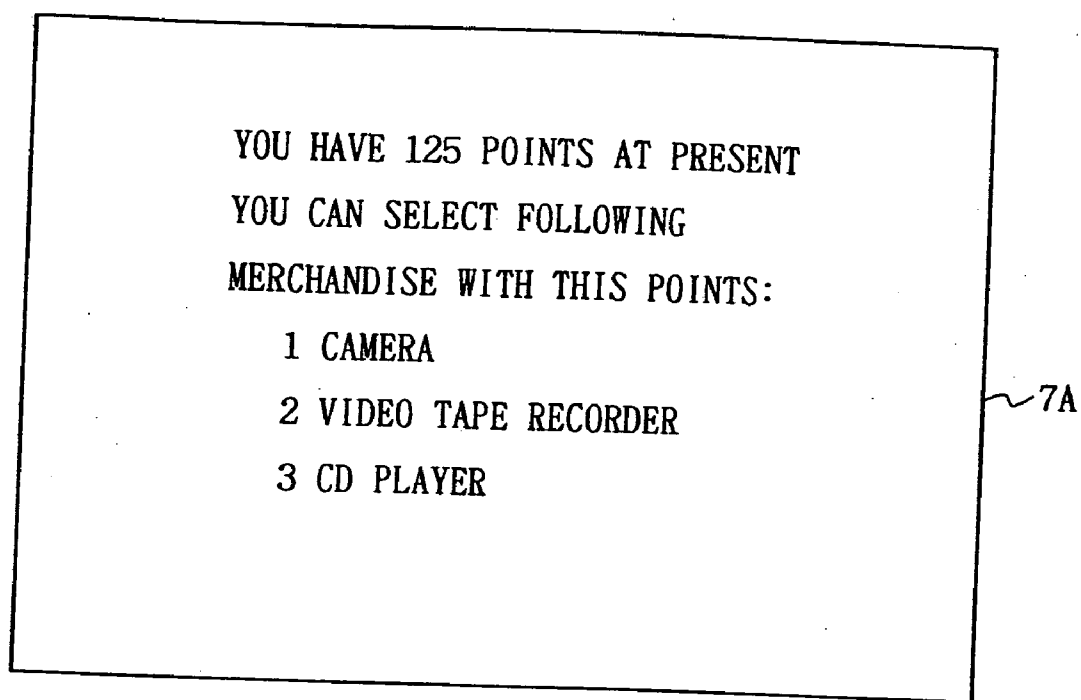 YOU HAVE 125 POINTS AT PRESENT
YOU CAN SELECT FOLLOWING
MERCHANDISE WITH THIS POINTS:
1 CAMERA
2 VIDEO TAPE RECORDER
3 CD PLAYER
7A